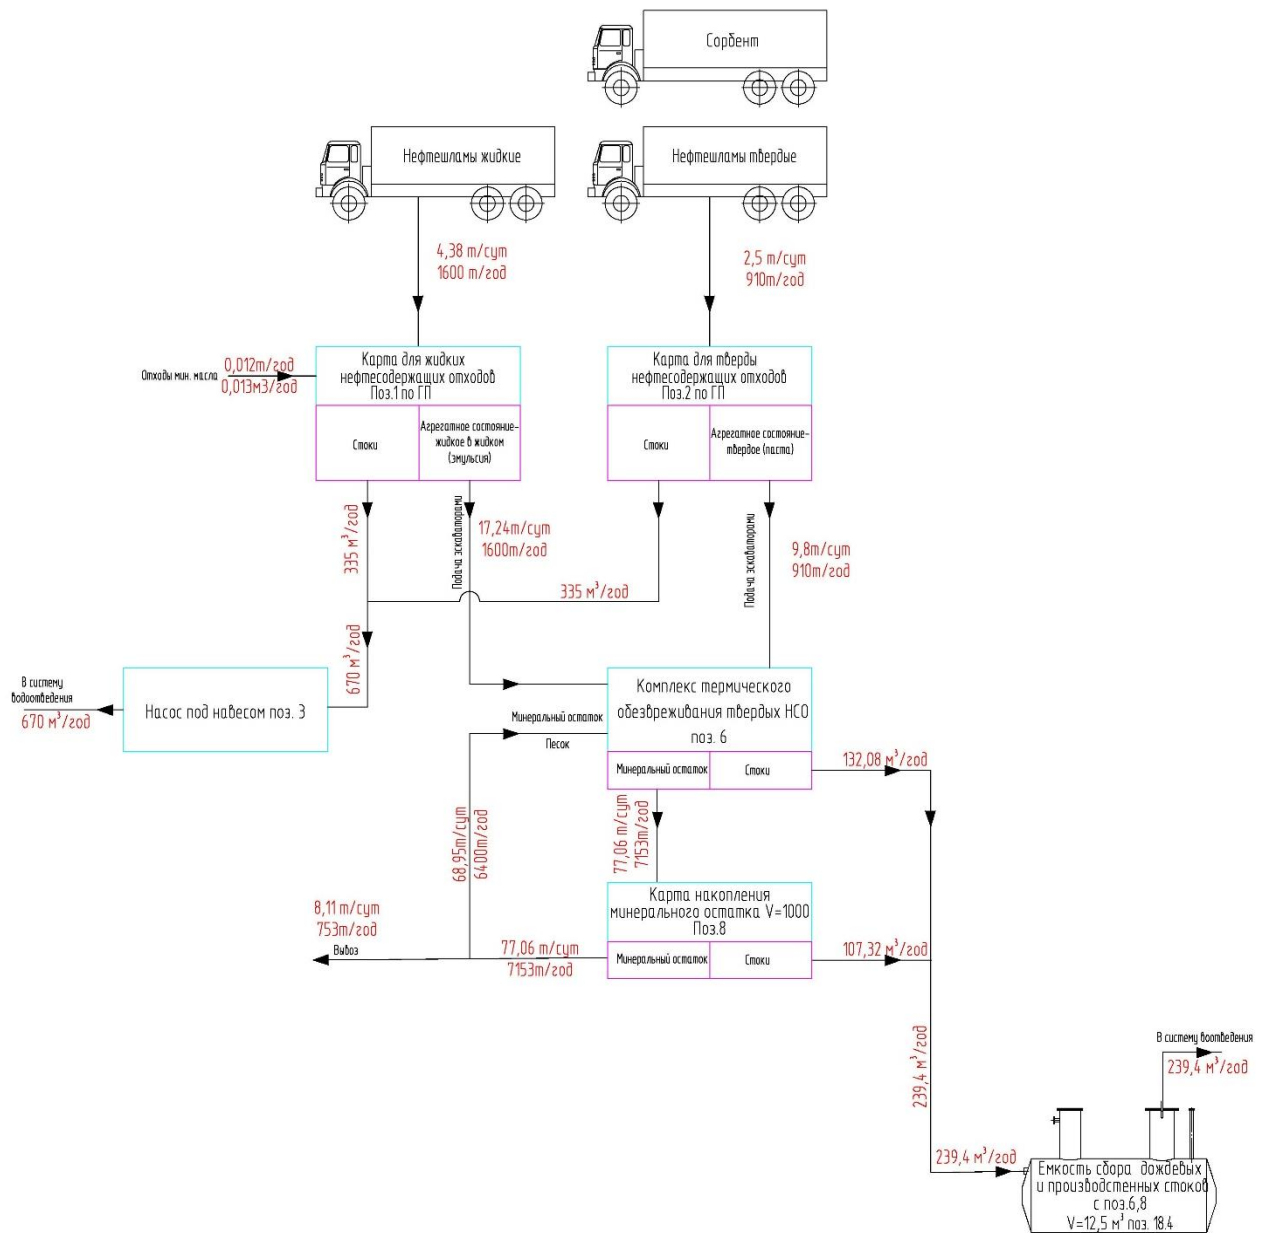 Сорбент
Нефтешламы жидкие
Нефтешламы твердые
4,38 т/сут
1600 т/год
2,5 т/сут
910т/год
Отходы мин. масла
0,012т/год
0,013м3/год
Карта для жидких
нефтесодержащих отходов
Поз.1 по ГП
Карта для тверды
нефтесодержащих отходов
Поз.2 по ГП
Стоки
Агрегатное состояние-
жидкое в жидком
(эмульсия)
Стоки
Агрегатное состояние-
твердое (паста)
335 м³/год
Подача эскаваторами
17,24т/сут
1600т/год
335 м³/год
Подача эскаваторами
9,8т/сут
910т/год
670 м³/год
В систему
водоотведения
670 м³/год
Насос под навесом поз. 3
Минеральный остаток
Песок
Комплекс термического
обезвреживания твердых НСО
поз. 6
Минеральный остаток
Стоки
132,08 м³/год
68,95т/сут
6400т/год
77,06 т/сут
7153т/год
Карта накопления
минерального остатка V=1000
Поз.8
8,11 т/сут
753т/год
Вывоз
77,06 т/сут
7153т/год
Минеральный остаток
Стоки
107,32 м³/год
239,4 м³/год
В систему воотведения
239,4 м³/год
239,4 м³/год
Емкость сбора дождевых
и производстенных стоков
с поз.6,8
V=12,5 м³ поз. 18.4